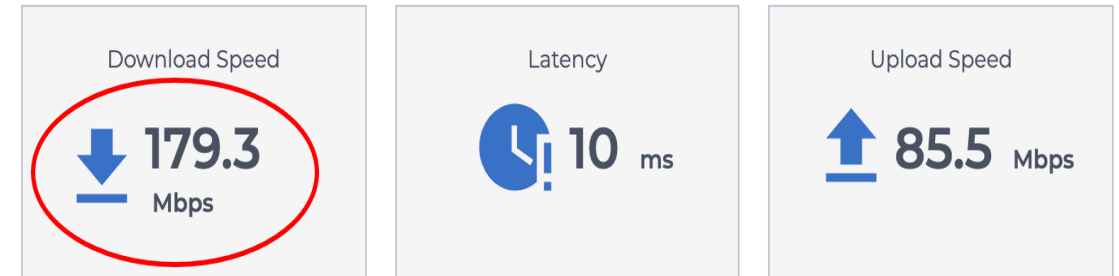 Download Speed
179.3
Mbps
Latency
10 ms
Upload Speed
85.5 Mbps